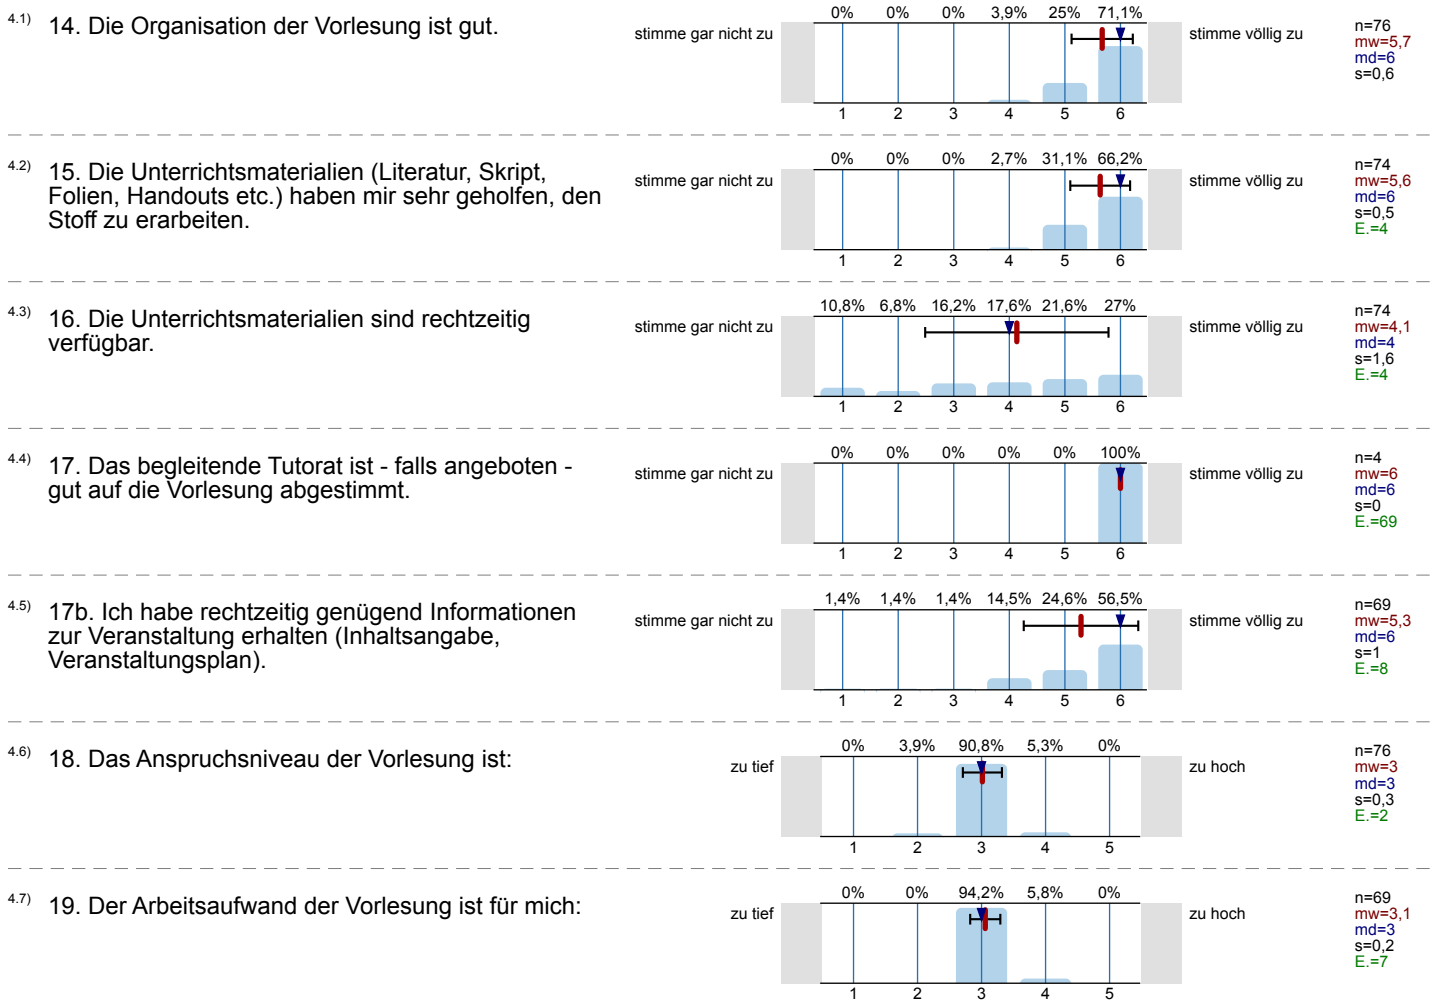 4.1) 14. Die Organisation der Vorlesung ist gut.
stimme gar nicht zu
0% 0% 0% 3,9% 25% 71,1%
1 2 3 4 5 6
stimme völlig zu
n=76
mw=5,7
md=6
s=0,6
4.2) 15. Die Unterrichtsmaterialien (Literatur, Skript,
Folien, Handouts etc.) haben mir sehr geholfen, den
Stoff zu erarbeiten.
stimme gar nicht zu
0% 0% 0% 2,7% 31,1% 66,2%
1 2 3 4 5 6
stimme völlig zu
n=74
mw=5,6
md=6
s=0,5
E.=4
4.3) 16. Die Unterrichtsmaterialien sind rechtzeitig
verfügbar.
stimme gar nicht zu
10,8% 6,8% 16,2% 17,6% 21,6% 27%
1 2 3 4 5 6
stimme völlig zu
n=74
mw=4,1
md=4
s=1,6
E.=4
4.4) 17. Das begleitende Tutorat ist - falls angeboten -
gut auf die Vorlesung abgestimmt.
stimme gar nicht zu
0% 0% 0% 0% 0% 100%
1 2 3 4 5 6
stimme völlig zu
n=4
mw=6
md=6
s=0
E.=69
4.5) 17b. Ich habe rechtzeitig genügend Informationen
zur Veranstaltung erhalten (Inhaltsangabe,
Veranstaltungsplan).
stimme gar nicht zu
1,4% 1,4% 1,4% 14,5% 24,6% 56,5%
1 2 3 4 5 6
stimme völlig zu
n=69
mw=5,3
md=6
s=1
E.=8
4.6) 18. Das Anspruchsniveau der Vorlesung ist:
zu tief
0% 3,9% 90,8% 5,3% 0%
1 2 3 4 5
zu hoch
n=76
mw=3
md=3
s=0,3
E.=2
4.7) 19. Der Arbeitsaufwand der Vorlesung ist für mich:
zu tief
0% 0% 94,2% 5,8% 0%
1 2 3 4 5
zu hoch
n=69
mw=3,1
md=3
s=0,2
E.=7